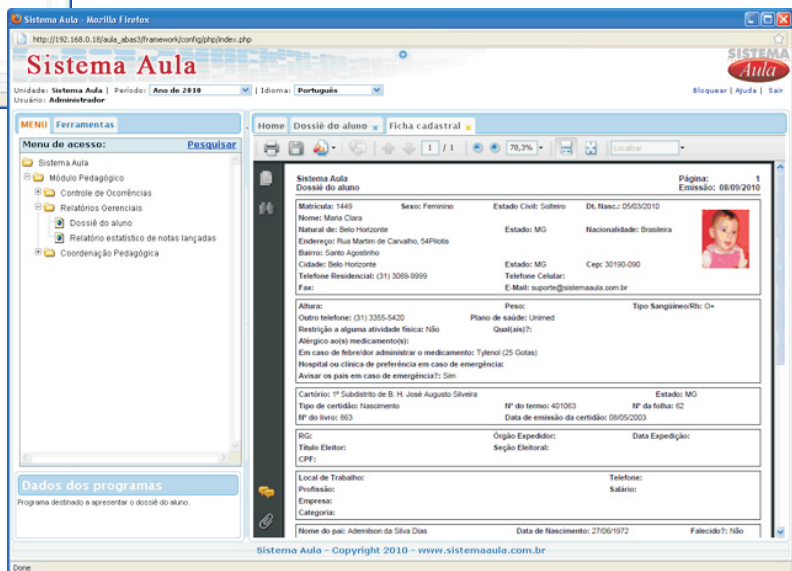 Sistema Aula - Mozilla Firefox
http://192.168.0.18/aula_abas3/framework/config/php/index.php
Sistema Aula
SISTEMA
Aula
Unidade: Sistema Aula | Período: Ano de 2010 | Idioma: Português
Bloquear | Ajuda | Sair
Usuário: Administrador
MENU Ferramentas
Menu de acesso: Pesquisar
Sistema Aula
Módulo Pedagógico
Controle de Ocorrências
Relatórios Gerenciais
Dossiê do aluno
Relatório estatístico de notas lançadas
Coordenação Pedagógica
Dados dos programas
Programa destinado a apresentar o dossiê do aluno.
Home Dossiê do aluno x Ficha cadastral x
1 / 1 78,3% Localizar
Sistema Aula Página: 1
Dossiê do aluno Emissão: 08/09/2010
Matrícula: 1449 Sexo: Feminino Estado Civil: Solteiro Dt. Nasc.: 05/03/2010
Nome: Maria Clara
Natural de: Belo Horizonte Estado: MG Nacionalidade: Brasileira
Endereço: Rua Martim de Carvalho, 54Pilotis
Bairro: Santo Agostinho
Cidade: Belo Horizonte Estado: MG Cep: 30190-090
Telefone Residencial: (31) 3069-9999 Telefone Celular:
Fax: E-Mail: suporte@sistemaaula.com.br
Altura: Peso: Tipo Sangüíneo/Rh: O+
Outro telefone: (31) 3355-5420 Plano de saúde: Unimed
Restrição a alguma atividade física: Não Qual(ais)?:
Alérgico ao(s) medicamento(s):
Em caso de febre/dor administrar o medicamento: Tylenol (25 Gotas)
Hospital ou clínica de preferência em caso de emergência:
Avisar os pais em caso de emergência?: Sim
Cartório: 1º Subdistrito de B. H. José Augusto Silveira Estado: MG
Tipo de certidão: Nascimento Nº do termo: 401063 Nº da folha: 62
Nº do livro: 863 Data de emissão da certidão: 08/05/2003
RG: Órgão Expedidor: Data Expedição:
Título Eleitor: Seção Eleitoral:
CPF:
Local de Trabalho: Telefone:
Profissão: Salário:
Empresa:
Categoria:
Nome do pai: Ademilson da Silva Dias Data de Nascimento: 27/06/1972 Falecido?: Não
Sistema Aula - Copyright 2010 - www.sistemaaula.com.br
Done